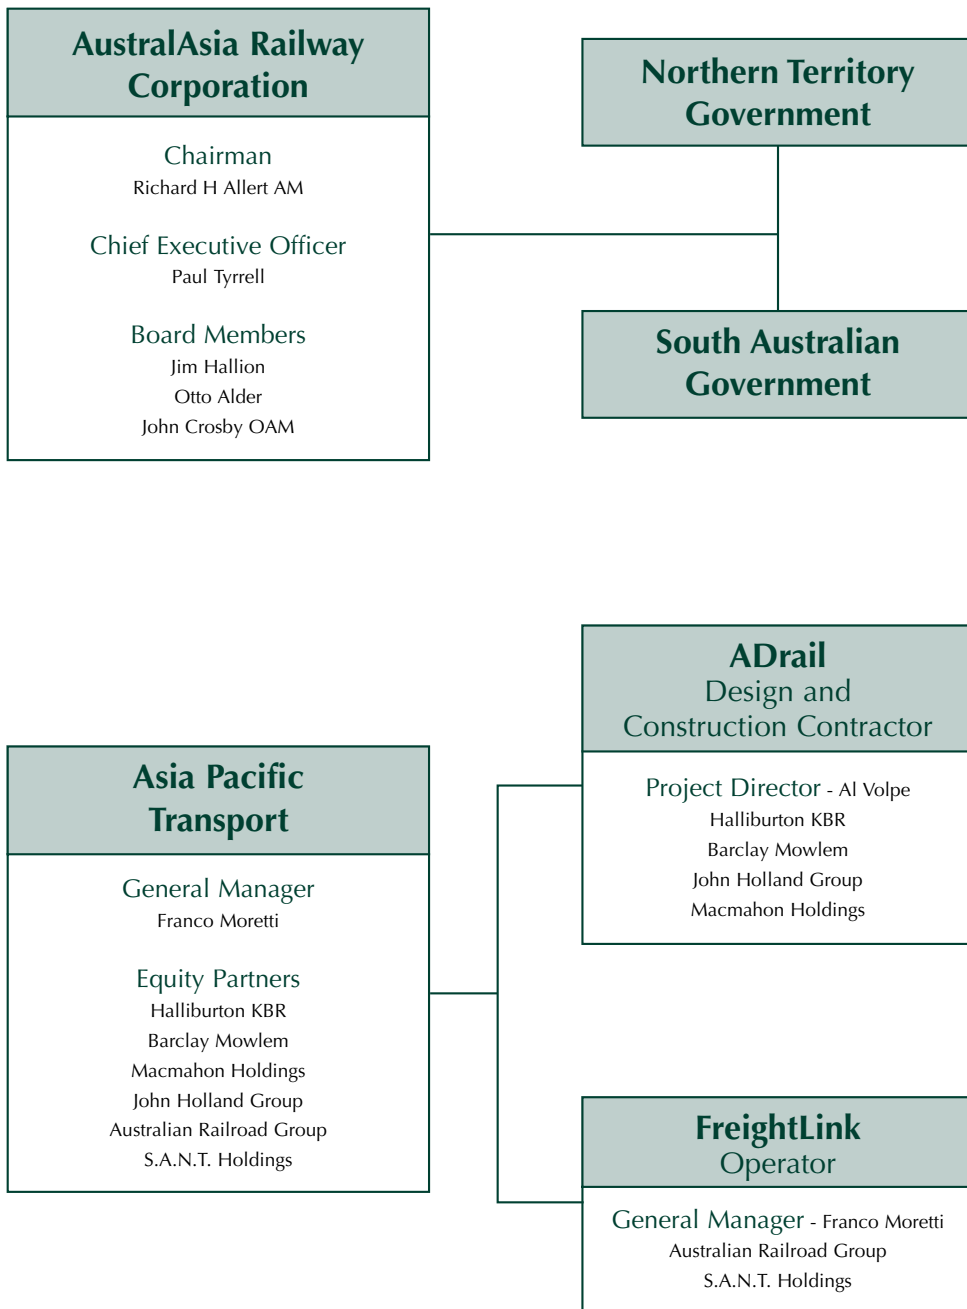 AustralAsia Railway
Corporation
Chairman
Richard H Allert AM
Chief Executive Officer
Paul Tyrrell
Board Members
Jim Hallion
Otto Alder
John Crosby OAM
Northern Territory
Government
South Australian
Government
Asia Pacific
Transport
General Manager
Franco Moretti
Equity Partners
Halliburton KBR
Barclay Mowlem
Macmahon Holdings
John Holland Group
Australian Railroad Group
S.A.N.T. Holdings
ADrail
Design and
Construction Contractor
Project Director - Al Volpe
Halliburton KBR
Barclay Mowlem
John Holland Group
Macmahon Holdings
FreightLink
Operator
General Manager - Franco Moretti
Australian Railroad Group
S.A.N.T. Holdings